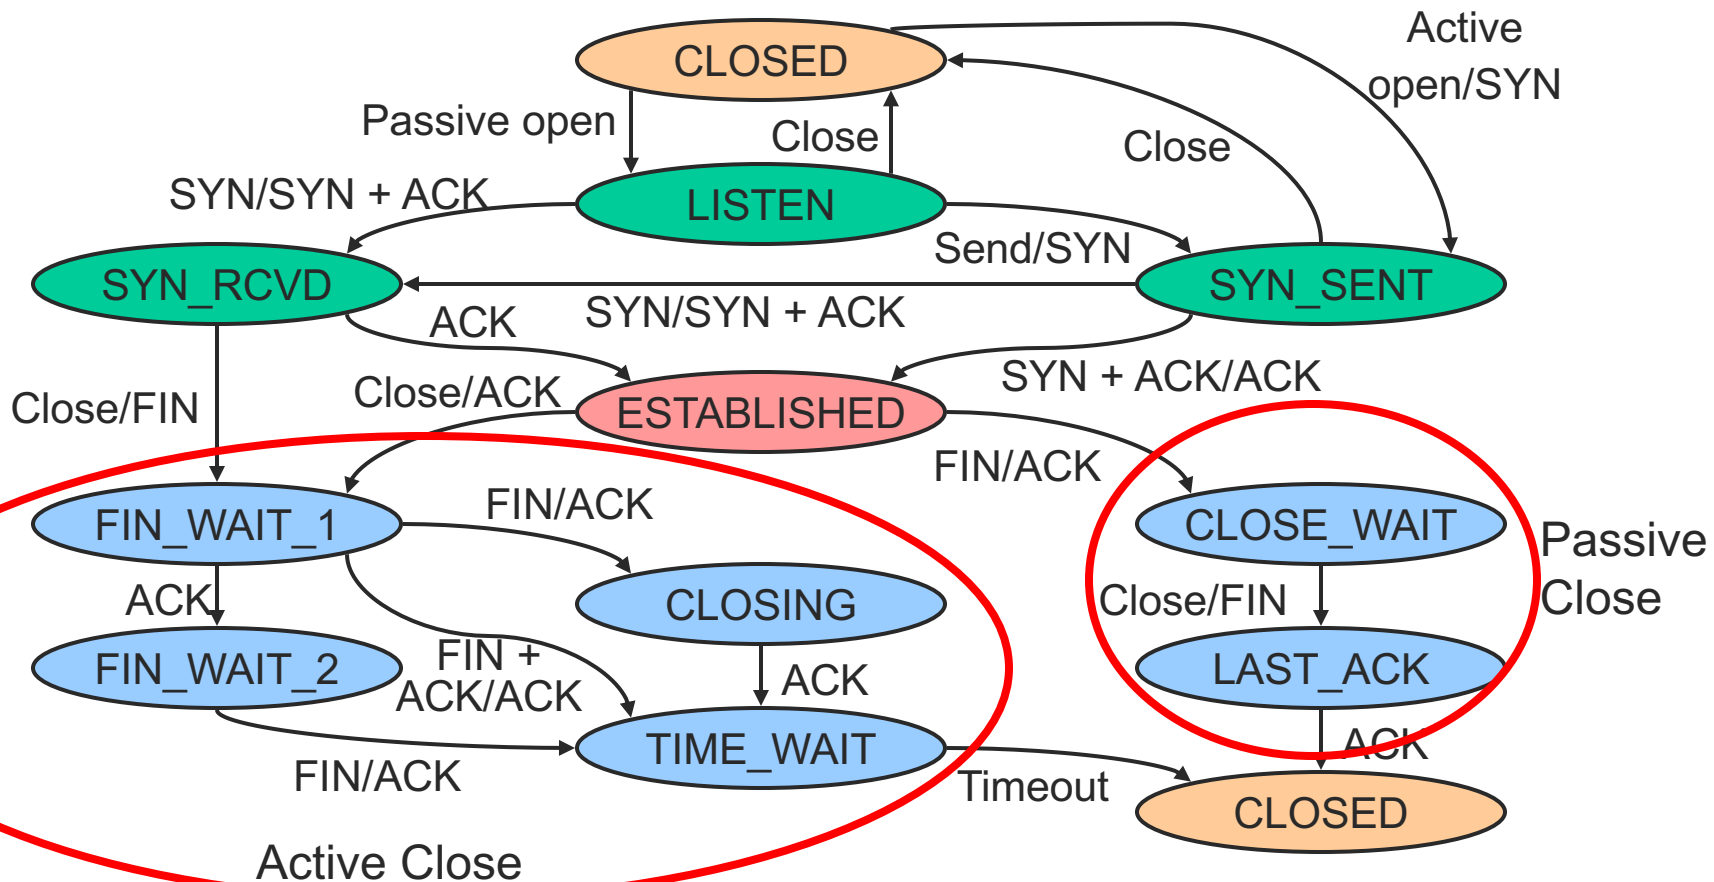 CLOSED
Active
open/SYN
Passive open
Close
Close
SYN/SYN + ACK
LISTEN
Send/SYN
SYN_RCVD
SYN_SENT
SYN/SYN + ACK
ACK
SYN + ACK/ACK
Close/FIN
Close/ACK
ESTABLISHED
FIN/ACK
FIN/ACK
FIN_WAIT_1
CLOSE_WAIT
Passive
Close
ACK
CLOSING
Close/FIN
FIN_WAIT_2
FIN +
ACK/ACK
ACK
LAST_ACK
FIN/ACK
TIME_WAIT
ACK
Timeout
CLOSED
Active Close